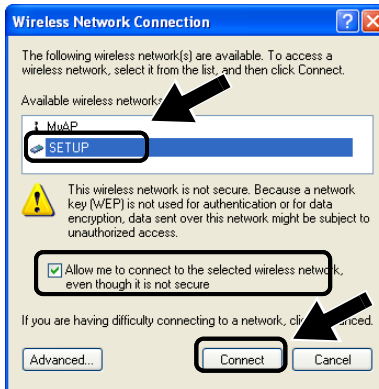 Wireless Network Connection
The following wireless network(s) are available. To access a
wireless network, select it from the list, and then click Connect.
Available wireless networks
MyAP
SETUP
This wireless network is not secure. Because a network
key (WEP) is not used for authentication or for data
encryption, data sent over this network might be subject to
unauthorized access.
Allow me to connect to the selected wireless network,
even though it is not secure
If you are having difficulty connecting to a network, click
Advanced...
Connect
Cancel